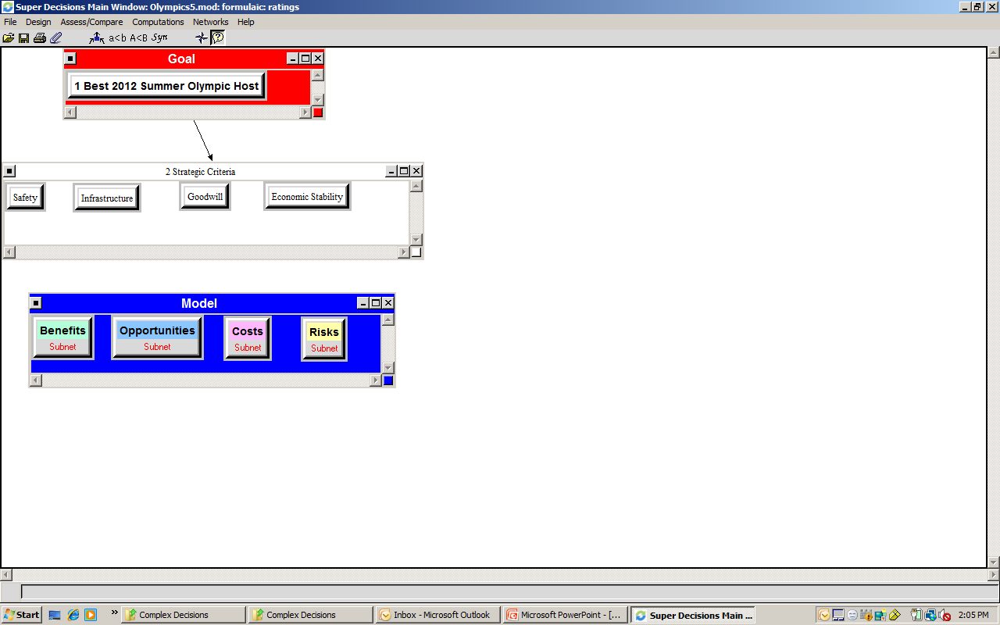 Super Decisions Main Window: Olympics5.mod: formulaic: ratings
File Design Assess/Compare Computations Networks Help
a<b A<B Syn
Goal
1 Best 2012 Summer Olympic Host
2 Strategic Criteria
Safety Infrastructure Goodwill Economic Stability
Model
Benefits Opportunities Costs Risks
Subnet Subnet Subnet Subnet
Start » Complex Decisions Complex Decisions Inbox - Microsoft Outlook Microsoft PowerPoint - [... Super Decisions Main ... 2:05 PM